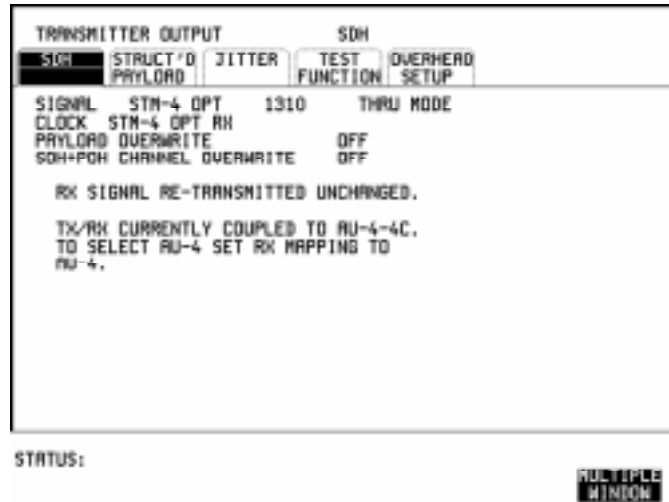 TRANSMITTER OUTPUT SDH
SDH STRUCT'D PAYLOAD JITTER TEST FUNCTION OVERHEAD SETUP
SIGNAL STM-4 OPT 1310 THRU MODE
CLOCK STM-4 OPT RX
PAYLOAD OVERWRITE OFF
SOH+POH CHANNEL OVERWRITE OFF
RX SIGNAL RE-TRANSMITTED UNCHANGED.
TX/RX CURRENTLY COUPLED TO AU-4-4C.
TO SELECT AU-4 SET RX MAPPING TO
AU-4.
STATUS:
MULTIPLE
WINDOW